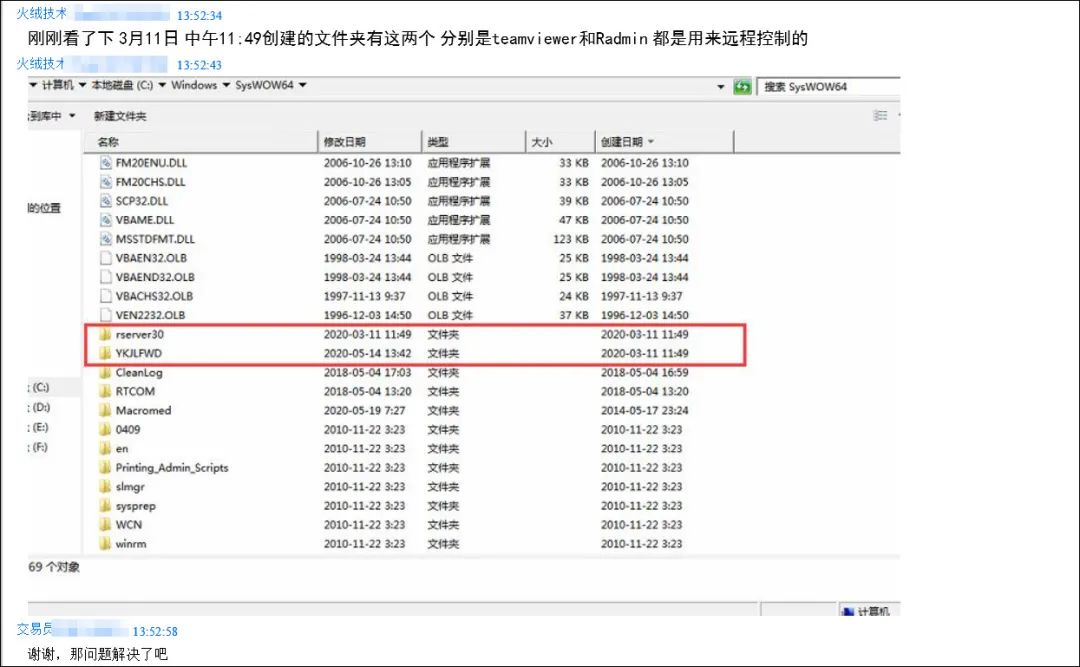 火绒技术 13:52:34
刚刚看了下 3月11日 中午11:49创建的文件夹有这两个 分别是teamviewer和Radmin 都是用来远程控制的
火绒技术 13:52:43
计算机 本地磁盘 (C:) Windows SysWOW64 搜索 SysWOW64
到库中 新建文件夹
名称 修改日期 类型 大小 创建日期
FM20ENU.DLL 2006-10-26 13:10 应用程序扩展 33 KB 2006-10-26 13:10
FM20CHS.DLL 2006-10-26 13:05 应用程序扩展 33 KB 2006-10-26 13:05
SCP32.DLL 2006-07-24 10:50 应用程序扩展 39 KB 2006-07-24 10:50
的位置
VBAME.DLL 2006-07-24 10:50 应用程序扩展 47 KB 2006-07-24 10:50
MSSTDFMT.DLL 2006-07-24 10:50 应用程序扩展 123 KB 2006-07-24 10:50
VBAEN32.OLB 1998-03-24 13:44 OLB 文件 25 KB 1998-03-24 13:44
VBAEND32.OLB 1998-03-24 13:44 OLB 文件 25 KB 1998-03-24 13:44
VBACHS32.OLB 1997-11-13 9:37 OLB 文件 24 KB 1997-11-13 9:37
VEN2232.OLB 1996-12-03 14:50 OLB 文件 37 KB 1996-12-03 14:50
rserver30 2020-03-11 11:49 文件夹 2020-03-11 11:49
YKJLFWD 2020-05-14 13:42 文件夹 2020-03-11 11:49
CleanLog 2018-05-04 17:03 文件夹 2018-05-04 16:59
(C:) RTCOM 2018-05-04 13:20 文件夹 2018-05-04 13:20
(D:) Macromed 2020-05-19 7:27 文件夹 2014-05-17 23:24
(E:) 0409 2010-11-22 3:23 文件夹 2010-11-22 3:23
(F:) en 2010-11-22 3:23 文件夹 2010-11-22 3:23
Printing_Admin_Scripts 2010-11-22 3:23 文件夹 2010-11-22 3:23
slmgr 2010-11-22 3:23 文件夹 2010-11-22 3:23
sysprep 2010-11-22 3:23 文件夹 2010-11-22 3:23
WCN 2010-11-22 3:23 文件夹 2010-11-22 3:23
winrm 2010-11-22 3:23 文件夹 2010-11-22 3:23
69 个对象
计算机
交易员 13:52:58
谢谢，那问题解决了吧